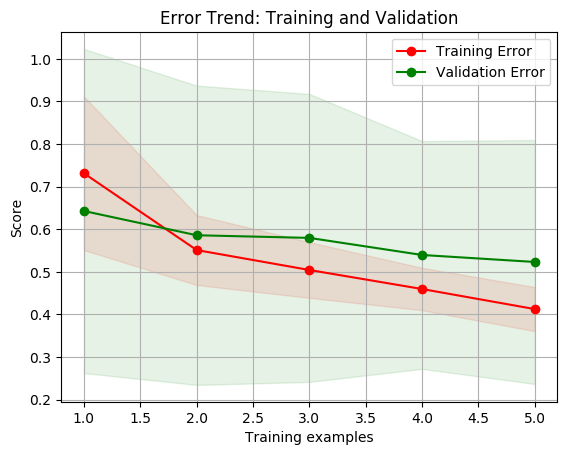 Error Trend: Training and Validation
Training Error
Validation Error
Score
1.0
0.9
0.8
0.7
0.6
0.5
0.4
0.3
0.2
1.0 1.5 2.0 2.5 3.0 3.5 4.0 4.5 5.0
Training examples